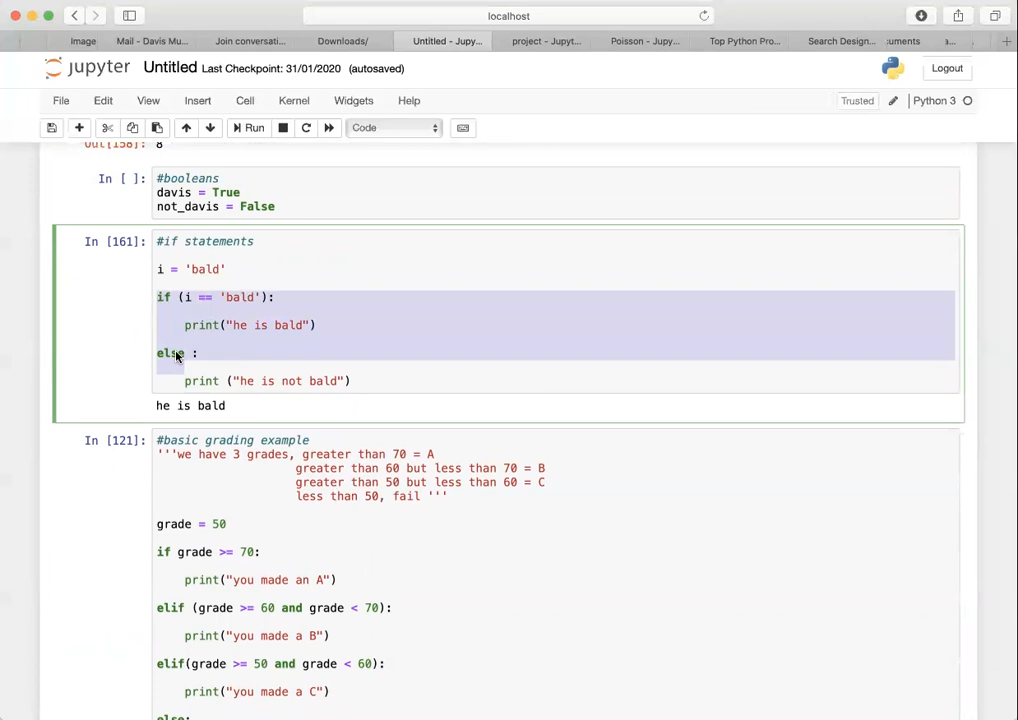 localhost
Image
Mail - Davis Mu...
Join conversati...
Downloads/
Untitled - Jupy...
project - Jupyt...
Poisson - Jupy...
Top Python Pro...
Search Design...
:uments
a...
jupyter Untitled Last Checkpoint: 31/01/2020 (autosaved)
Logout
File Edit View Insert Cell Kernel Widgets Help
Trusted
Python 3
Run
Code
Out[158]: 8
In [ ]: #booleans
davis = True
not_davis = False
In [161]: #if statements
i = 'bald'
if (i == 'bald'):
print("he is bald")
else :
print ("he is not bald")
he is bald
In [121]: #basic grading example
'''we have 3 grades, greater than 70 = A
greater than 60 but less than 70 = B
greater than 50 but less than 60 = C
less than 50, fail '''
grade = 50
if grade >= 70:
print("you made an A")
elif (grade >= 60 and grade < 70):
print("you made a B")
elif(grade >= 50 and grade < 60):
print("you made a C")
else: